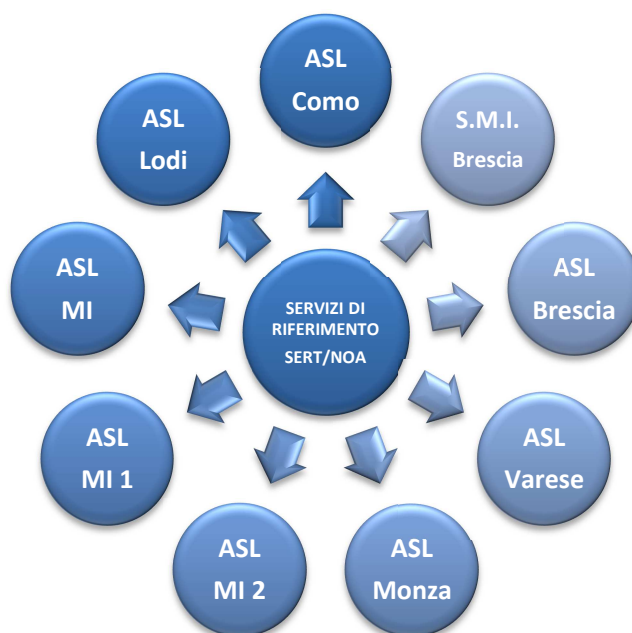 ASL
Como
S.M.I.
Brescia
ASL
Brescia
ASL
Varese
ASL
Monza
ASL
MI 2
ASL
MI 1
ASL
MI
ASL
Lodi
SERVIZI DI
RIFERIMENTO
SERT/NOA